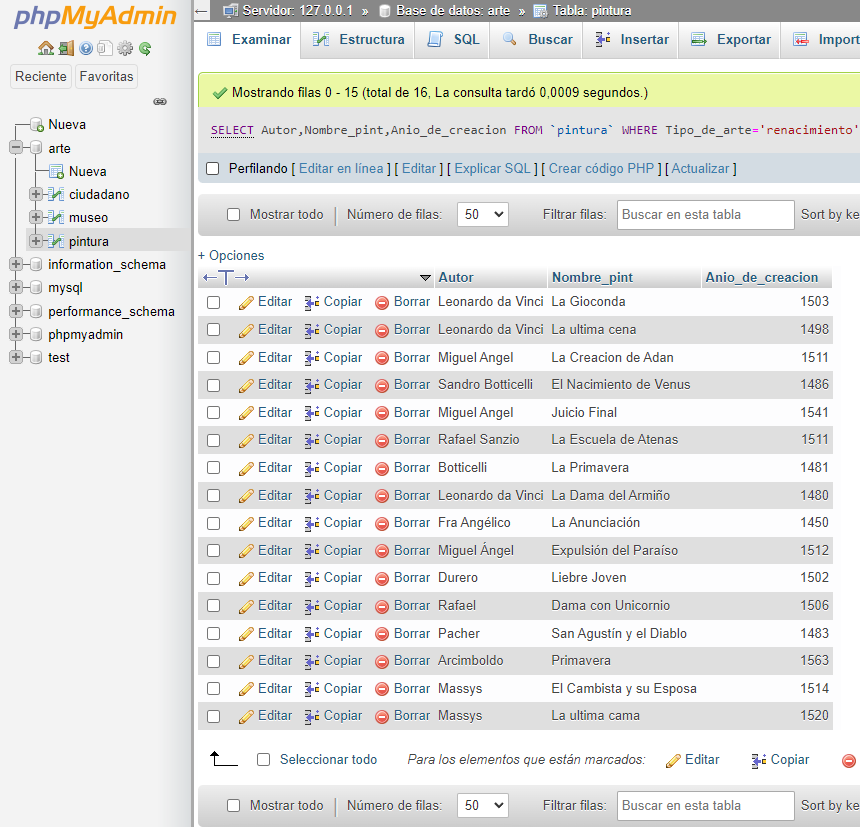 phpMyAdmin
Reciente Favoritas
Nueva
arte
Nueva
ciudadano
museo
pintura
information_schema
mysql
performance_schema
phpmyadmin
test
Servidor: 127.0.0.1 » Base de datos: arte » Tabla: pintura
Examinar Estructura SQL Buscar Insertar Exportar Import
Mostrando filas 0 - 15 (total de 16, La consulta tardó 0,0009 segundos.)
SELECT Autor,Nombre_pint,Anio_de_creacion FROM `pintura` WHERE Tipo_de_arte='renacimiento'
Perfilando [ Editar en línea ] [ Editar ] [ Explicar SQL ] [ Crear código PHP ] [ Actualizar ]
Mostrar todo | Número de filas: 50 Filtrar filas: Buscar en esta tabla Sort by ke
+ Opciones
←T→ Autor Nombre_pint Anio_de_creacion
Editar Copiar Borrar Leonardo da Vinci La Gioconda 1503
Editar Copiar Borrar Leonardo da Vinci La ultima cena 1498
Editar Copiar Borrar Miguel Angel La Creacion de Adan 1511
Editar Copiar Borrar Sandro Botticelli El Nacimiento de Venus 1486
Editar Copiar Borrar Miguel Angel Juicio Final 1541
Editar Copiar Borrar Rafael Sanzio La Escuela de Atenas 1511
Editar Copiar Borrar Botticelli La Primavera 1481
Editar Copiar Borrar Leonardo da Vinci La Dama del Armiño 1480
Editar Copiar Borrar Fra Angélico La Anunciación 1450
Editar Copiar Borrar Miguel Ángel Expulsión del Paraíso 1512
Editar Copiar Borrar Durero Liebre Joven 1502
Editar Copiar Borrar Rafael Dama con Unicornio 1506
Editar Copiar Borrar Pacher San Agustín y el Diablo 1483
Editar Copiar Borrar Arcimboldo Primavera 1563
Editar Copiar Borrar Massys El Cambista y su Esposa 1514
Editar Copiar Borrar Massys La ultima cama 1520
Seleccionar todo Para los elementos que están marcados: Editar Copiar
Mostrar todo | Número de filas: 50 Filtrar filas: Buscar en esta tabla Sort by ke